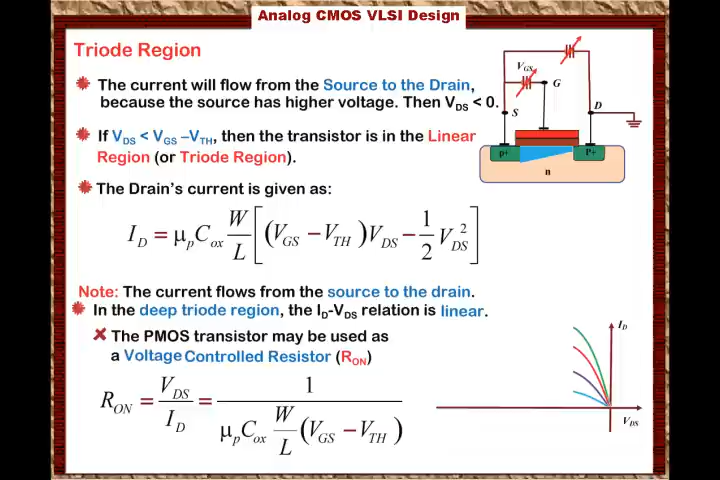 Analog CMOS VLSI Design
Triode Region
The current will flow from the Source to the Drain,
because the source has higher voltage. Then V_DS < 0.
If V_DS < V_GS –V_TH, then the transistor is in the Linear
Region (or Triode Region).
The Drain's current is given as:
I_D = μ_p C_ox W/L [(V_GS − V_TH)V_DS − 1/2 V_DS^2]
Note: The current flows from the source to the drain.
In the deep triode region, the I_D-V_DS relation is linear.
The PMOS transistor may be used as
a Voltage Controlled Resistor (R_ON)
R_ON = V_DS/I_D = 1/(μ_p C_ox W/L (V_GS − V_TH))
V_GS
G
S
D
p+
P+
n
I_D
V_DS